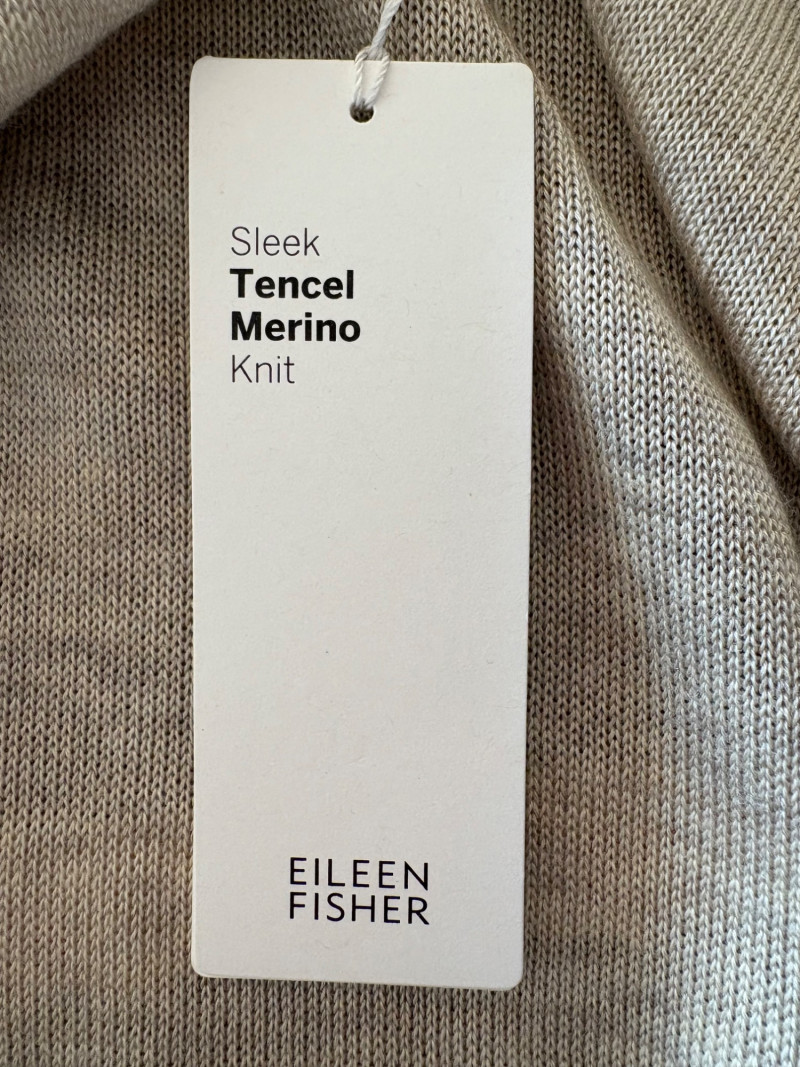 Sleek
Tencel
Merino
Knit
EILEEN
FISHER